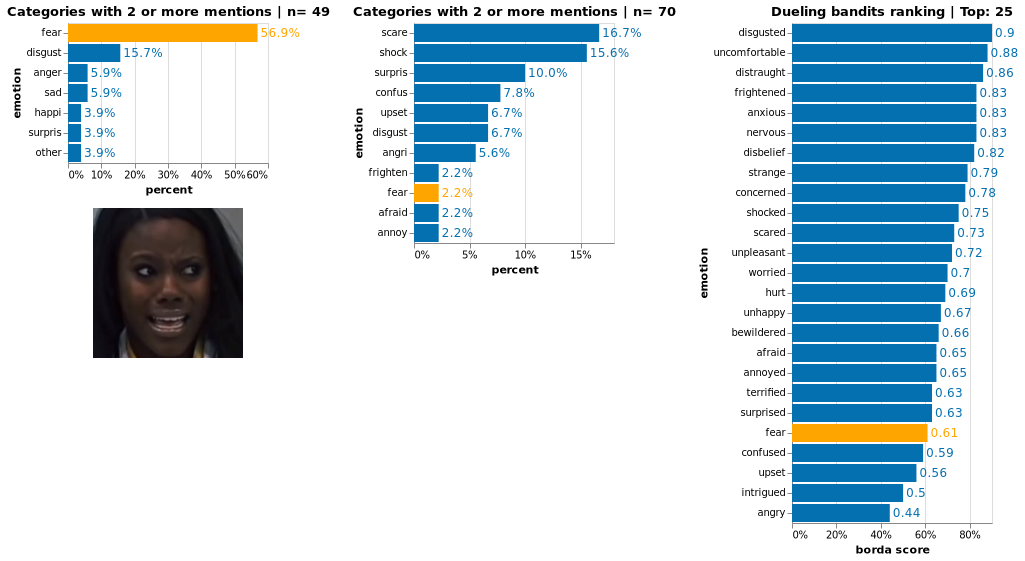 Categories with 2 or more mentions | n= 49
emotion
fear 56.9%
disgust 15.7%
anger 5.9%
sad 5.9%
happi 3.9%
surpris 3.9%
other 3.9%
0% 10% 20% 30% 40% 50% 60%
percent
Categories with 2 or more mentions | n= 70
emotion
scare 16.7%
shock 15.6%
surpris 10.0%
confus 7.8%
upset 6.7%
disgust 6.7%
angri 5.6%
frighten 2.2%
fear 2.2%
afraid 2.2%
annoy 2.2%
0% 5% 10% 15%
percent
Dueling bandits ranking | Top: 25
emotion
disgusted 0.9
uncomfortable 0.88
distraught 0.86
frightened 0.83
anxious 0.83
nervous 0.83
disbelief 0.82
strange 0.79
concerned 0.78
shocked 0.75
scared 0.73
unpleasant 0.72
worried 0.7
hurt 0.69
unhappy 0.67
bewildered 0.66
afraid 0.65
annoyed 0.65
terrified 0.63
surprised 0.63
fear 0.61
confused 0.59
upset 0.56
intrigued 0.5
angry 0.44
0% 20% 40% 60% 80%
borda score